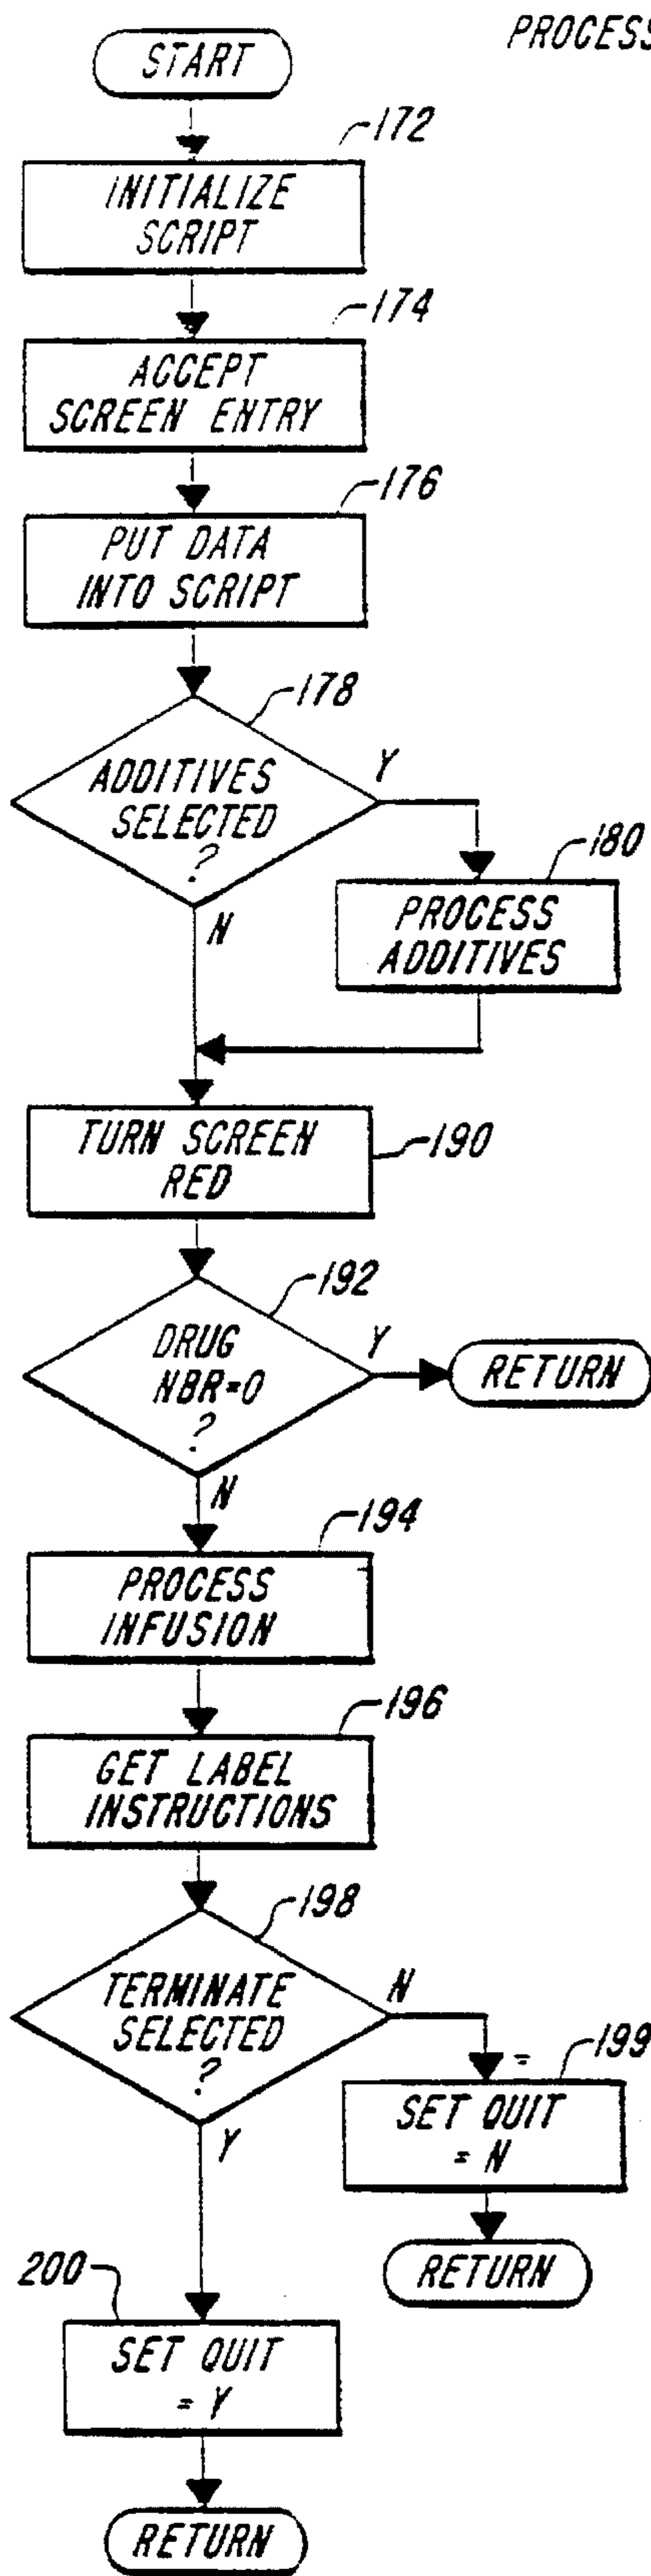 PROCESS
START
172
INITIALIZE
SCRIPT
174
ACCEPT
SCREEN ENTRY
176
PUT DATA
INTO SCRIPT
178
ADDITIVES
SELECTED
?
Y
N
180
PROCESS
ADDITIVES
TURN SCREEN
RED
190
192
DRUG
NBR=0
?
Y
RETURN
N
194
PROCESS
INFUSION
196
GET LABEL
INSTRUCTIONS
198
TERMINATE
SELECTED
?
N
Y
=
199
SET QUIT
= N
RETURN
200
SET QUIT
= Y
RETURN